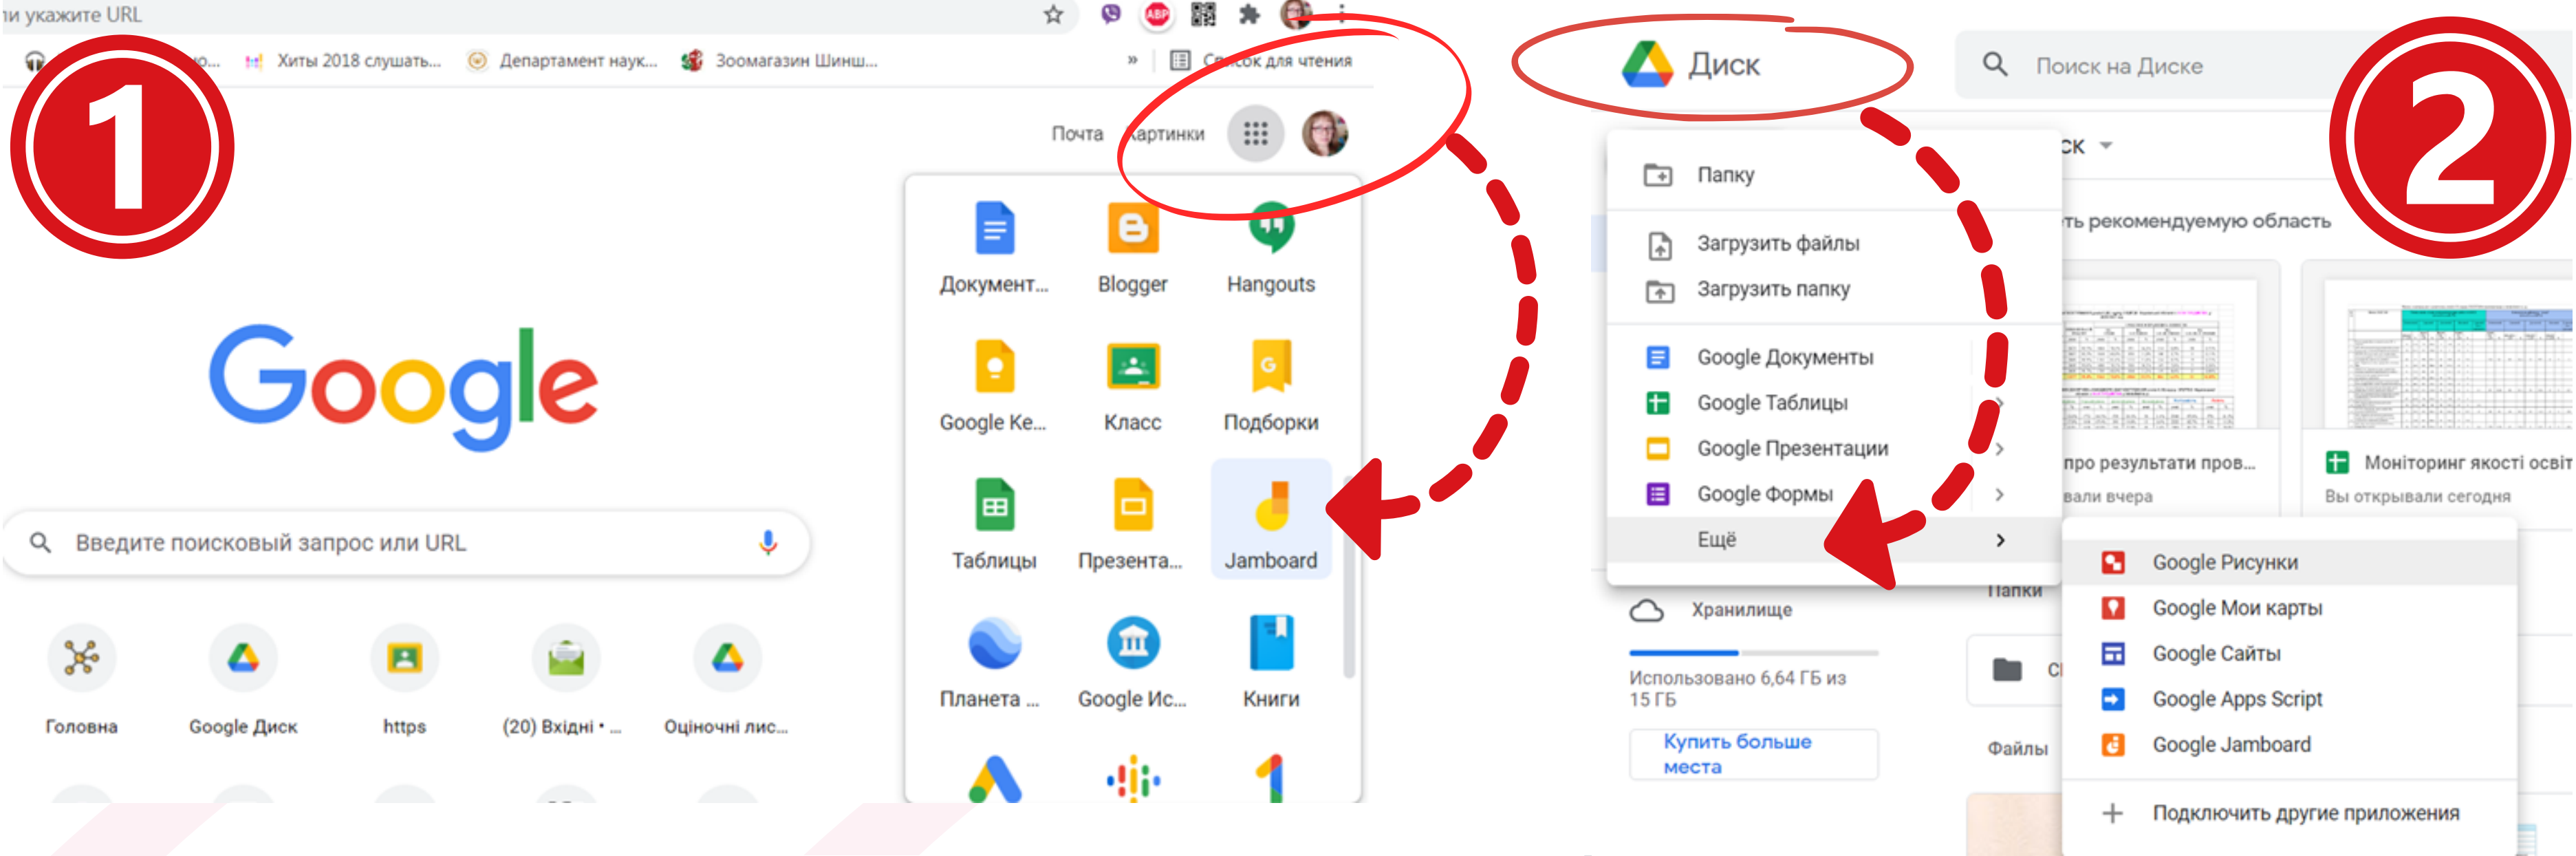 ли укажите URL
ABP
Хиты 2018 слушать...
Департамент наук...
Зоомагазин Шинш...
»
Список для чтения
1
Почта
Картинки
Документ...
Blogger
Hangouts
Google Ke...
Класс
Подборки
Таблицы
Презента...
Jamboard
Планета ...
Google Ис...
Книги
Google
Введите поисковый запрос или URL
Головна
Google Диск
https
(20) Вхідні • ...
Оціночні лис...
Диск
Поиск на Диске
2
ск
Папку
Загрузить файлы
Загрузить папку
Google Документы
Google Таблицы
Google Презентации
Google Формы
Ещё
ть рекомендуемую область
про результати пров...
вали вчера
Моніторинг якості освіт
Вы открывали сегодня
Папки
Файлы
Хранилище
Использовано 6,64 ГБ из
15 ГБ
Купить больше
места
Google Рисунки
Google Мои карты
Google Сайты
Google Apps Script
Google Jamboard
Подключить другие приложения